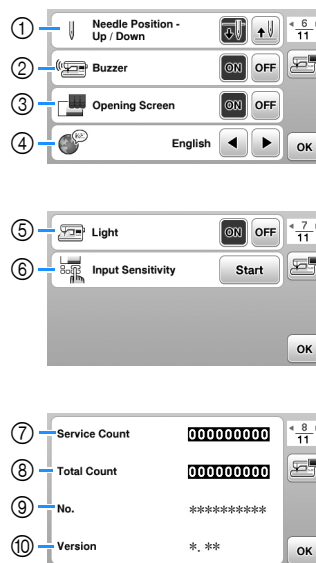 ① Needle Position - Up / Down
6
11
② Buzzer ON OFF
③ Opening Screen ON OFF
④ English OK
⑤ Light ON OFF
7
11
⑥ Input Sensitivity Start
OK
⑦ Service Count 000000000
8
11
⑧ Total Count 000000000
⑨ No. **********
⑩ Version *.** OK